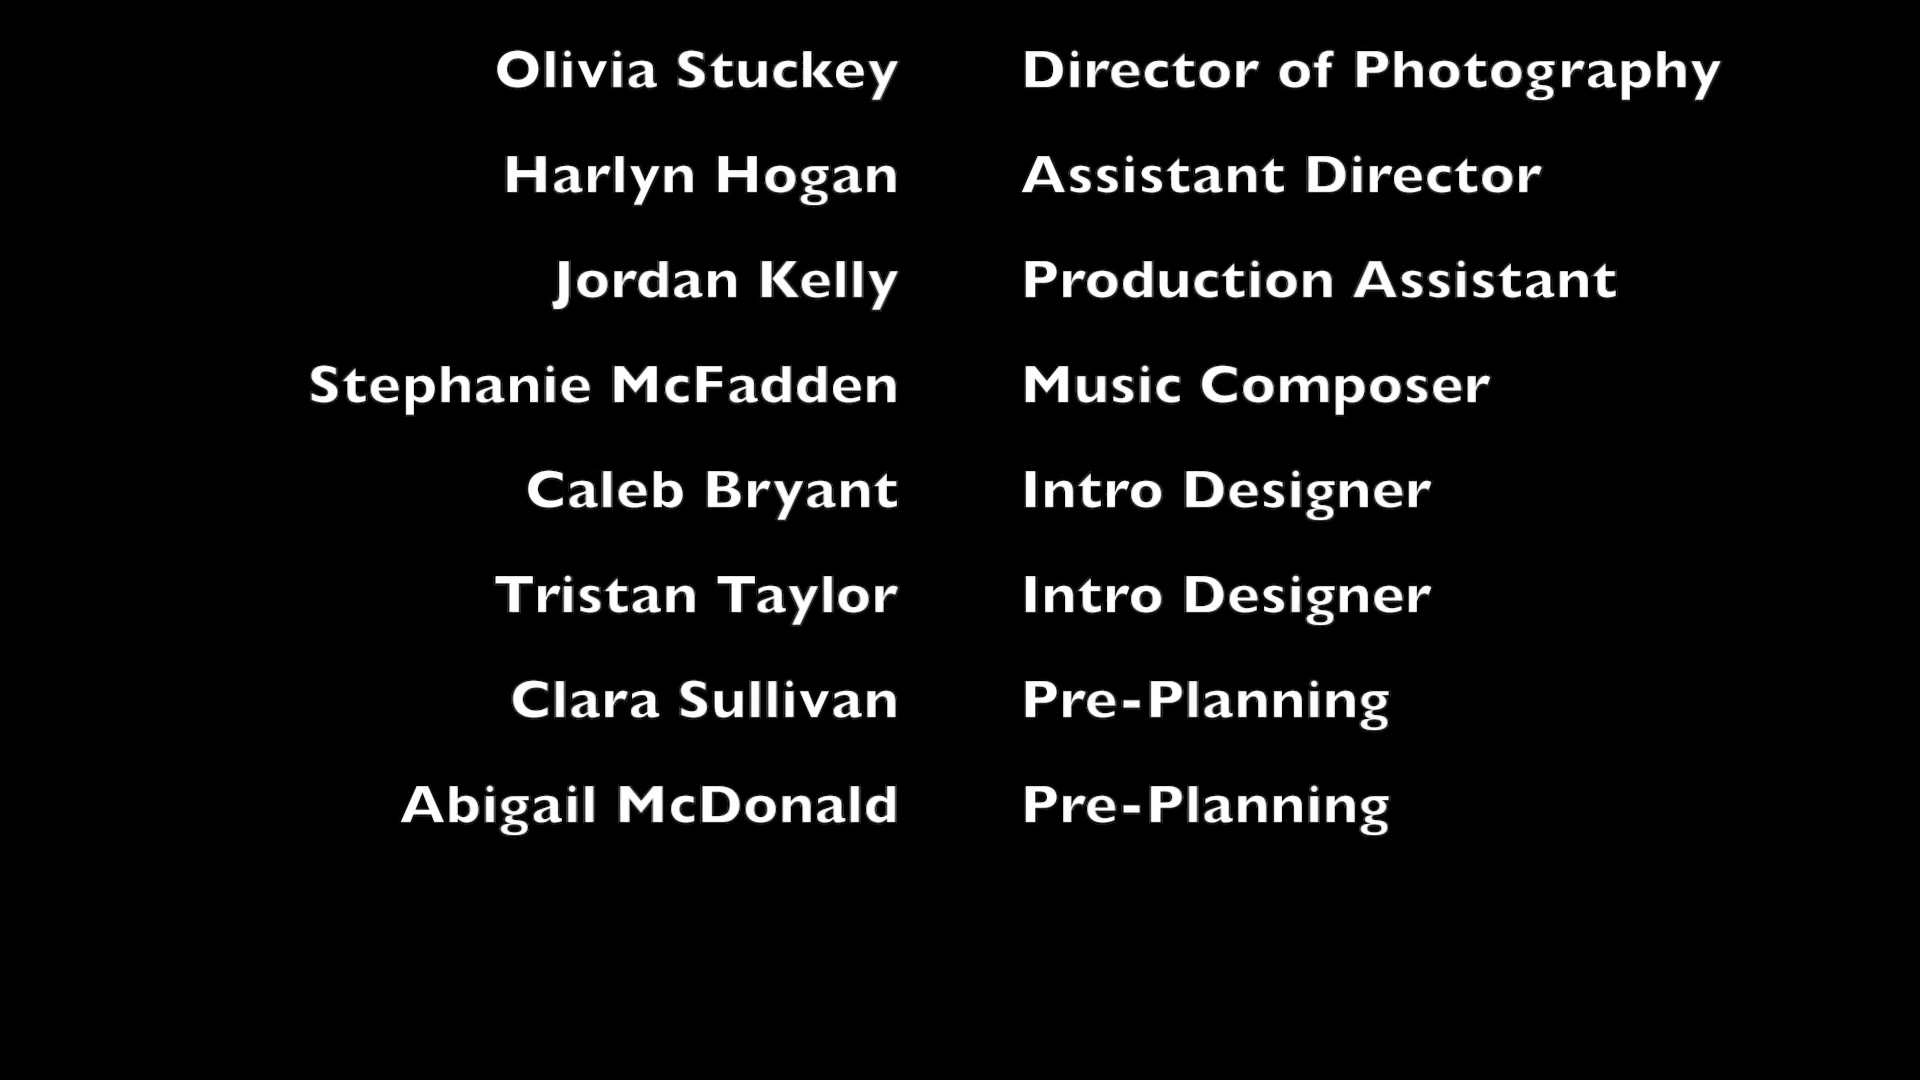 Olivia Stuckey Director of Photography
Harlyn Hogan Assistant Director
Jordan Kelly Production Assistant
Stephanie McFadden Music Composer
Caleb Bryant Intro Designer
Tristan Taylor Intro Designer
Clara Sullivan Pre-Planning
Abigail McDonald Pre-Planning